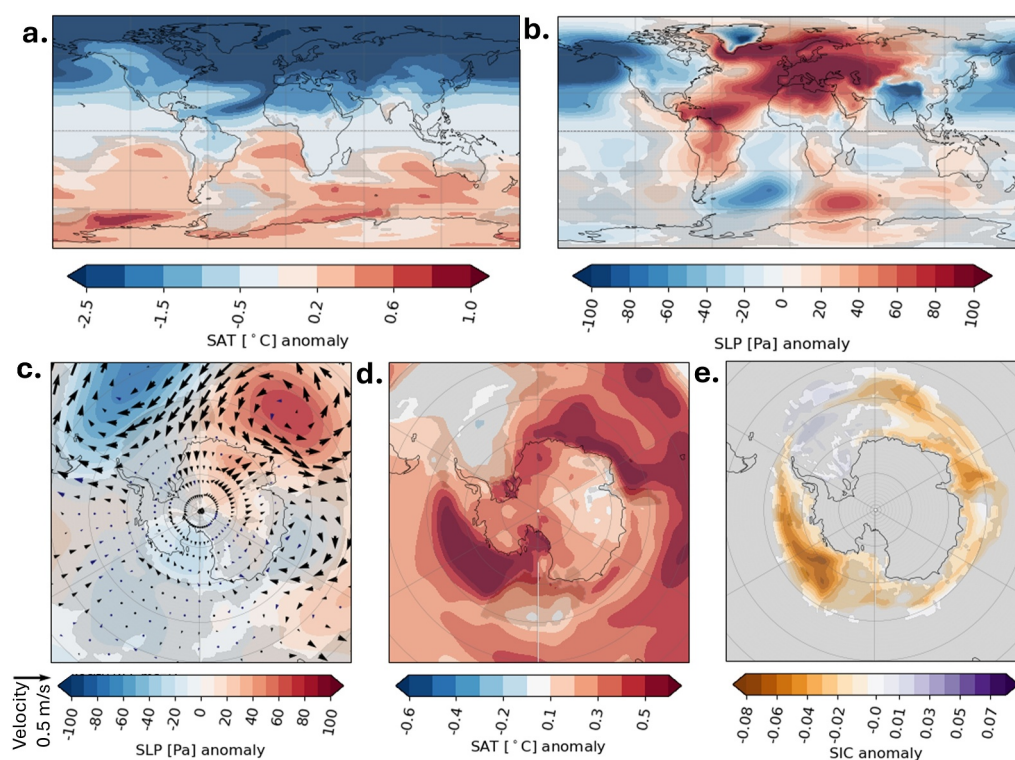 a.
b.
-2.5 -1.5 -0.5 0.2 0.6 1.0
SAT [°C] anomaly
-100 -80 -60 -40 -20 0 20 40 60 80 100
SLP [Pa] anomaly
c.
d.
e.
Velocity
0.5 m/s
-100 -80 -60 -40 -20 0 20 40 60 80 100
SLP [Pa] anomaly
-0.6 -0.4 -0.2 0.1 0.3 0.5
SAT [°C] anomaly
-0.08 -0.06 -0.04 -0.02 -0.0 0.01 0.03 0.05 0.07
SIC anomaly